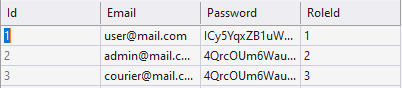 Id Email Password RoleId
1 user@mail.com ICy5YqxZB1uW... 1
2 admin@mail.c... 4QrcOUm6Wau... 2
3 courier@mail.c... 4QrcOUm6Wau... 3